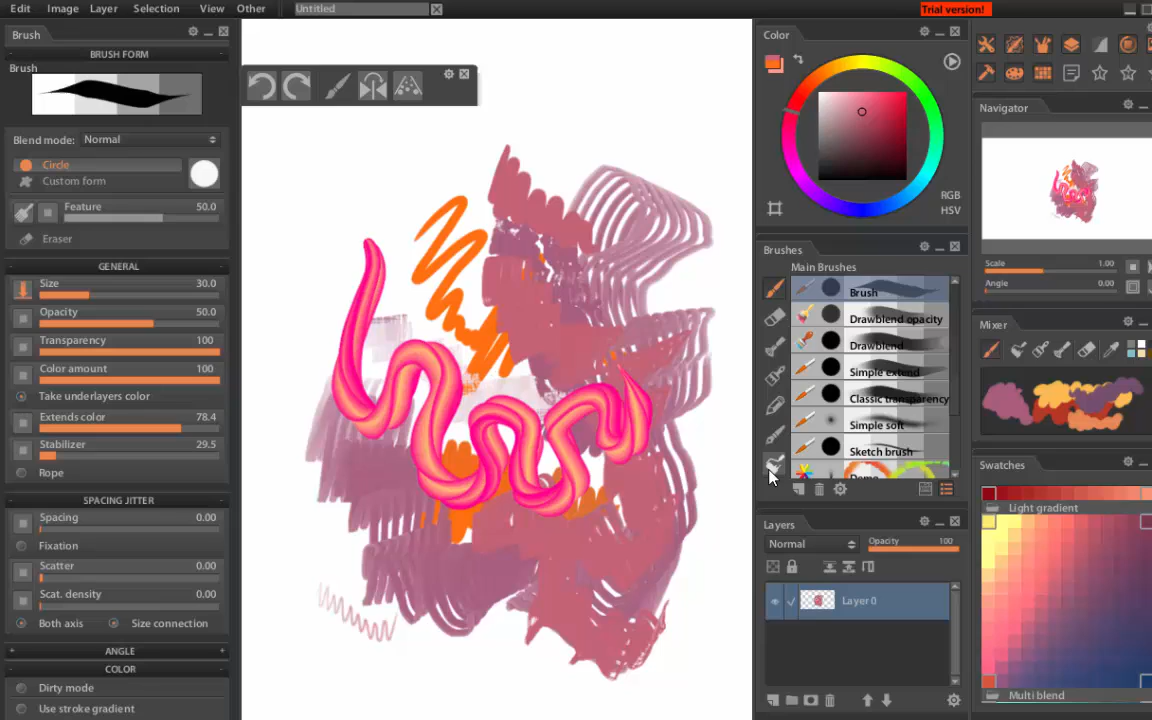 Edit Image Layer Selection View Other Untitled Trial version!
Brush
BRUSH FORM
Brush
Blend mode: Normal
Circle
Custom form
Feature 50.0
Eraser
GENERAL
Size 30.0
Opacity 50.0
Transparency 100
Color amount 100
Take underlayers color
Extends color 78.4
Stabilizer 29.5
Rope
SPACING JITTER
Spacing 0.00
Fixation
Scatter 0.00
Scat. density 0.00
Both axis Size connection
ANGLE
COLOR
Dirty mode
Use stroke gradient
Color
RGB
HSV
Brushes
Main Brushes
Brush
Drawblend opacity
Drawblend
Simple extend
Classic transparency
Simple soft
Sketch brush
Layers
Normal Opacity 100
Layer 0
Navigator
Scale 1.00
Angle 0.00
Mixer
Swatches
Light gradient
Multi blend